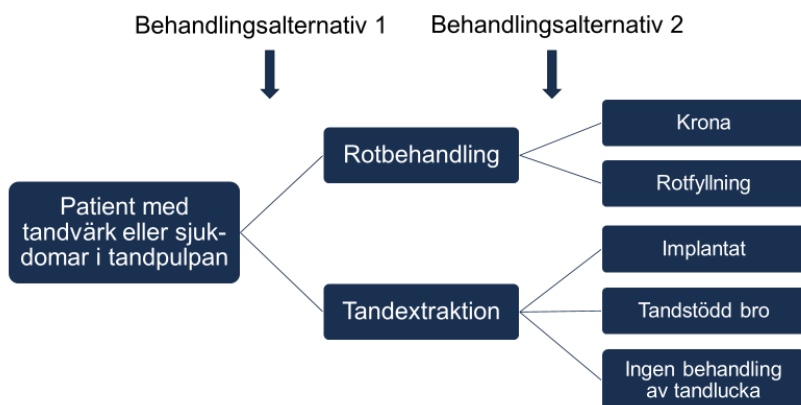 Behandlingsalternativ 1
Behandlingsalternativ 2
Patient med
tandvärk eller sjuk-
domar i tandpulpan
Rotbehandling
Krona
Rotfyllning
Tandextraktion
Implantat
Tandstödd bro
Ingen behandling
av tandlucka